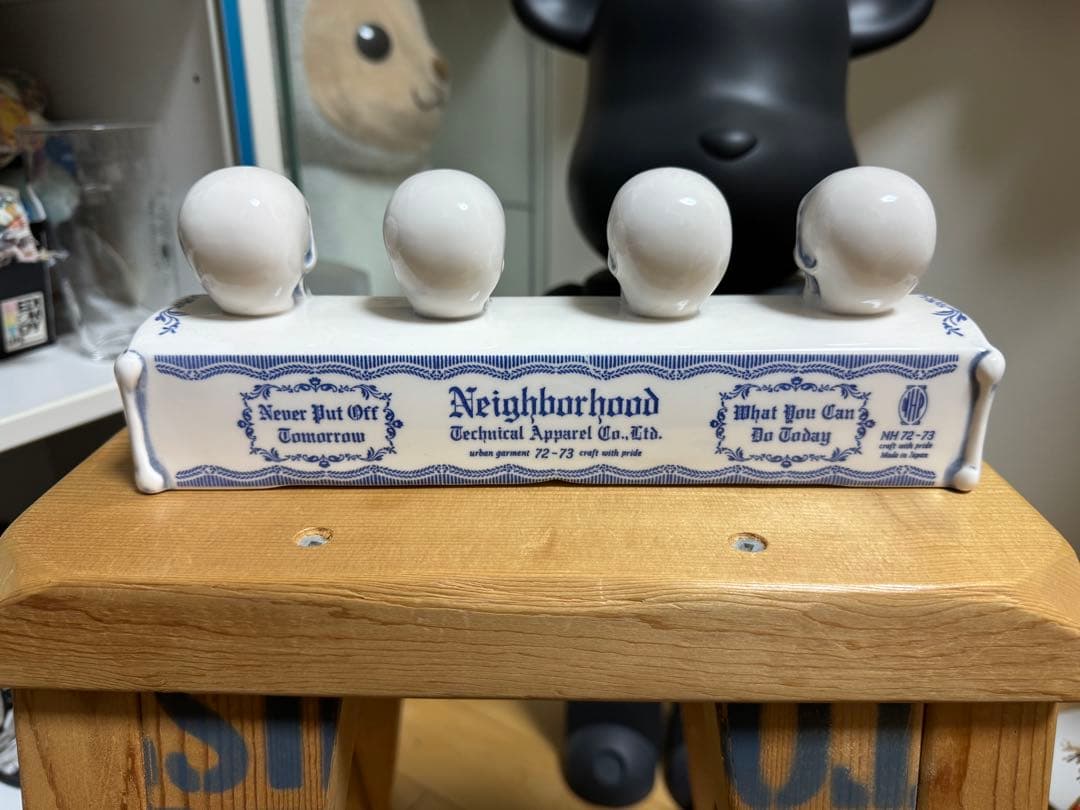 Never Put Off
Tomorrow
Neighborhood
Technical Apparel Co.,Ltd.
urban garment 72-73 craft with pride
What You Can
Do Today
NHP
NH 72-73
craft with pride
Made in Japan